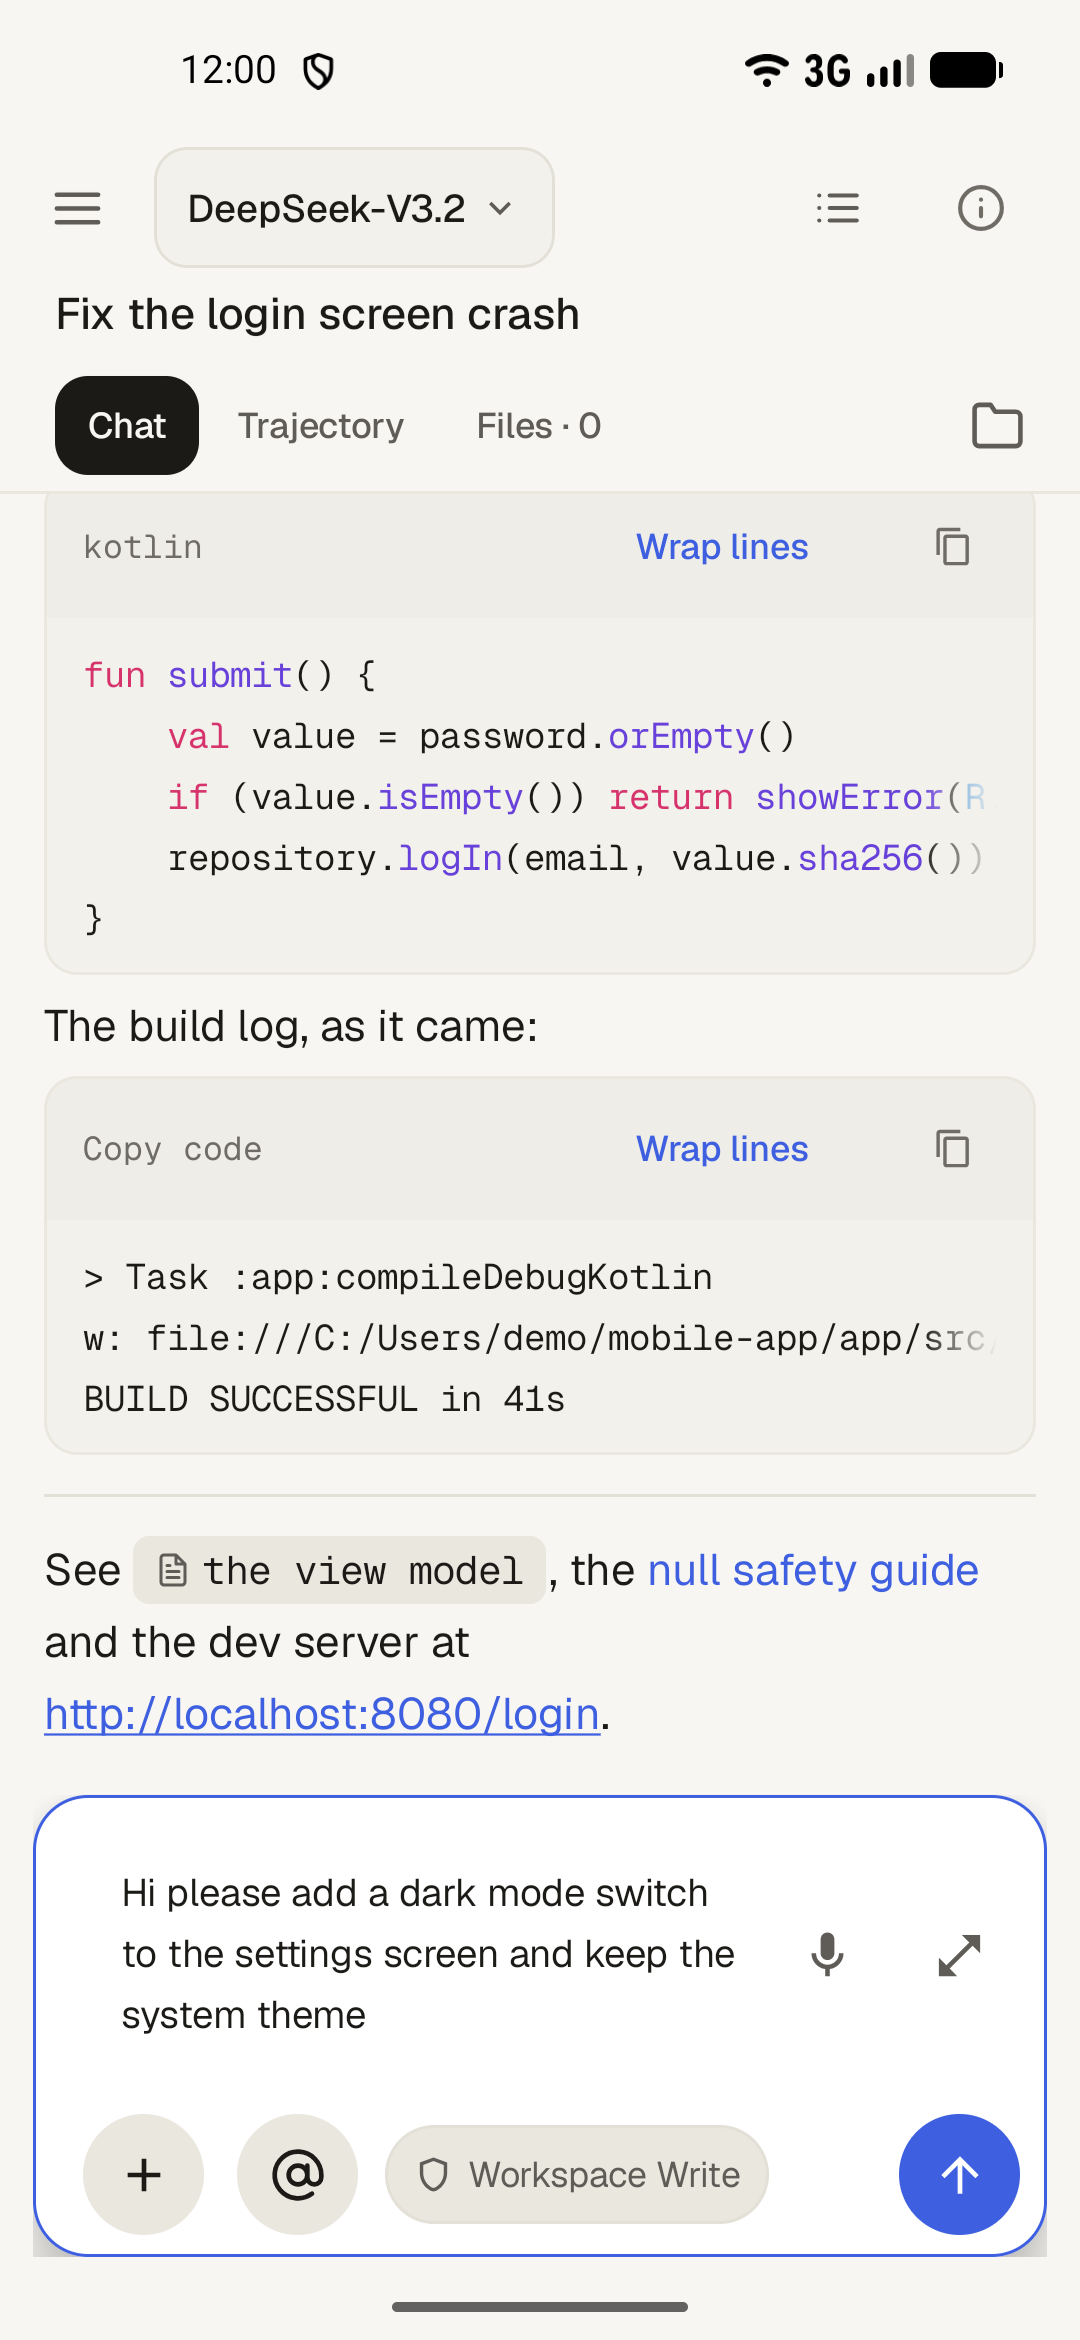 12:00
3G
DeepSeek-V3.2
Fix the login screen crash
Chat Trajectory Files · 0
kotlin Wrap lines
fun submit() {
    val value = password.orEmpty()
    if (value.isEmpty()) return showError(R.
    repository.logIn(email, value.sha256())
}
The build log, as it came:
Copy code Wrap lines
> Task :app:compileDebugKotlin
w: file:///C:/Users/demo/mobile-app/app/src/
BUILD SUCCESSFUL in 41s
See the view model, the null safety guide
and the dev server at
http://localhost:8080/login.
Hi please add a dark mode switch
to the settings screen and keep the
system theme
+ @ Workspace Write